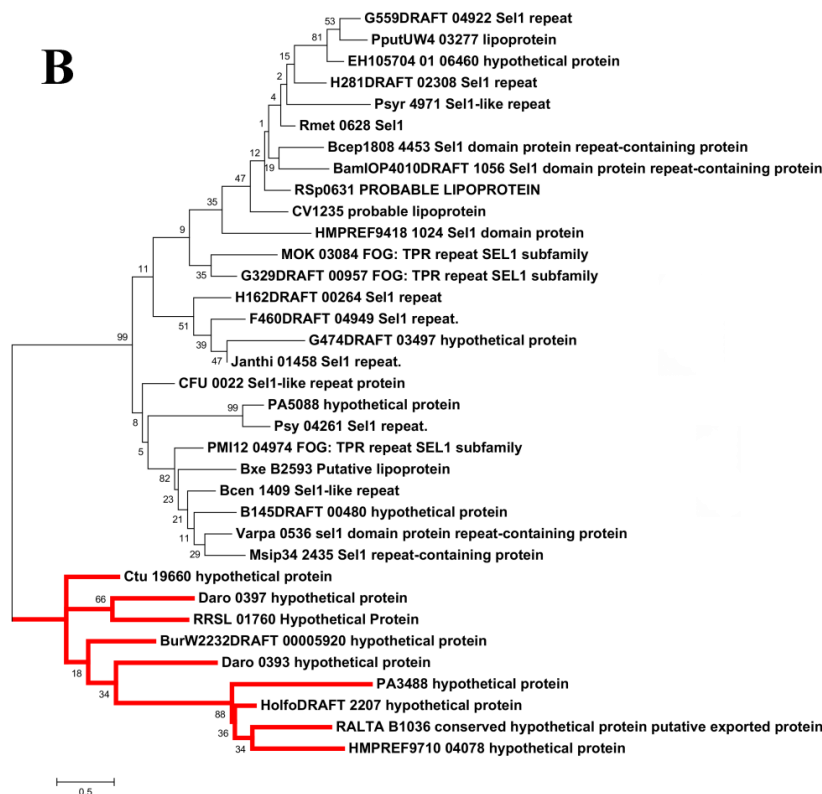 B
G559DRAFT 04922 Sel1 repeat
53
PputUW4 03277 lipoprotein
81
EH105704 01 06460 hypothetical protein
15
H281DRAFT 02308 Sel1 repeat
2
Psyr 4971 Sel1-like repeat
4
Rmet 0628 Sel1
1
Bcep1808 4453 Sel1 domain protein repeat-containing protein
19
BamIOP4010DRAFT 1056 Sel1 domain protein repeat-containing protein
12
RSp0631 PROBABLE LIPOPROTEIN
47
CV1235 probable lipoprotein
35
HMPREF9418 1024 Sel1 domain protein
9
MOK 03084 FOG: TPR repeat SEL1 subfamily
35
G329DRAFT 00957 FOG: TPR repeat SEL1 subfamily
11
H162DRAFT 00264 Sel1 repeat
51
F460DRAFT 04949 Sel1 repeat.
39
G474DRAFT 03497 hypothetical protein
47
Janthi 01458 Sel1 repeat.
99
CFU 0022 Sel1-like repeat protein
8
PA5088 hypothetical protein
99
Psy 04261 Sel1 repeat.
5
PMI12 04974 FOG: TPR repeat SEL1 subfamily
82
Bxe B2593 Putative lipoprotein
23
Bcen 1409 Sel1-like repeat
21
B145DRAFT 00480 hypothetical protein
11
Varpa 0536 sel1 domain protein repeat-containing protein
29
Msip34 2435 Sel1 repeat-containing protein
Ctu 19660 hypothetical protein
66
Daro 0397 hypothetical protein
RRSL 01760 Hypothetical Protein
BurW2232DRAFT 00005920 hypothetical protein
18
Daro 0393 hypothetical protein
34
PA3488 hypothetical protein
88
HolfoDRAFT 2207 hypothetical protein
36
RALTA B1036 conserved hypothetical protein putative exported protein
34
HMPREF9710 04078 hypothetical protein
0.5